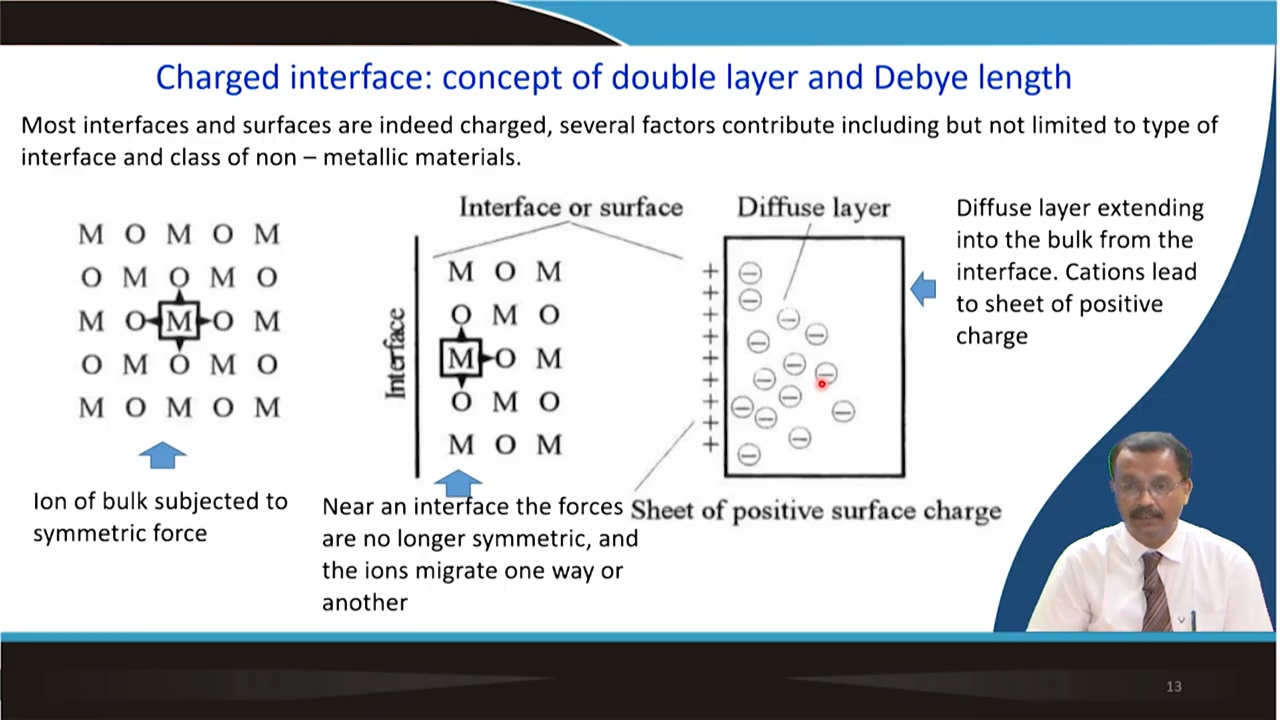 Charged interface: concept of double layer and Debye length
Most interfaces and surfaces are indeed charged, several factors contribute including but not limited to type of
interface and class of non – metallic materials.
M O M O M
O M O M O
M O M O M
O M O M O
M O M O M
Ion of bulk subjected to
symmetric force
Interface or surface
Interface
M O M
O M O
M O M
O M O
M O M
Near an interface the forces
are no longer symmetric, and
the ions migrate one way or
another
Diffuse layer
+
+
+
+
+
+
+
+
+
Sheet of positive surface charge
Diffuse layer extending
into the bulk from the
interface. Cations lead
to sheet of positive
charge
13